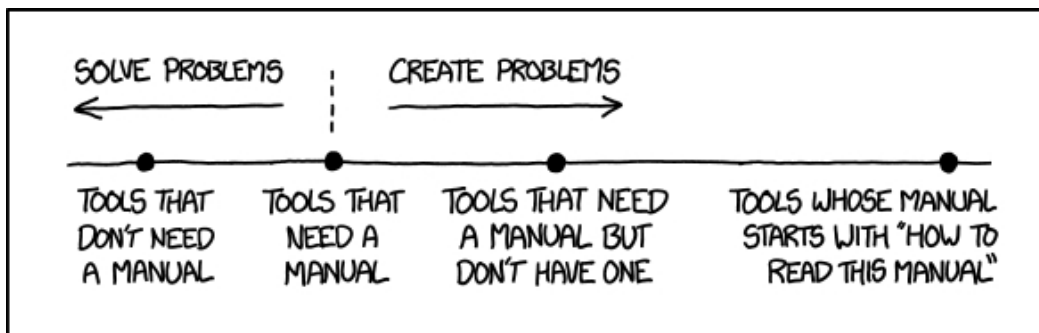 SOLVE PROBLEMS
CREATE PROBLEMS
TOOLS THAT
DON'T NEED
A MANUAL
TOOLS THAT
NEED A
MANUAL
TOOLS THAT NEED
A MANUAL BUT
DON'T HAVE ONE
TOOLS WHOSE MANUAL
STARTS WITH "HOW TO
READ THIS MANUAL"